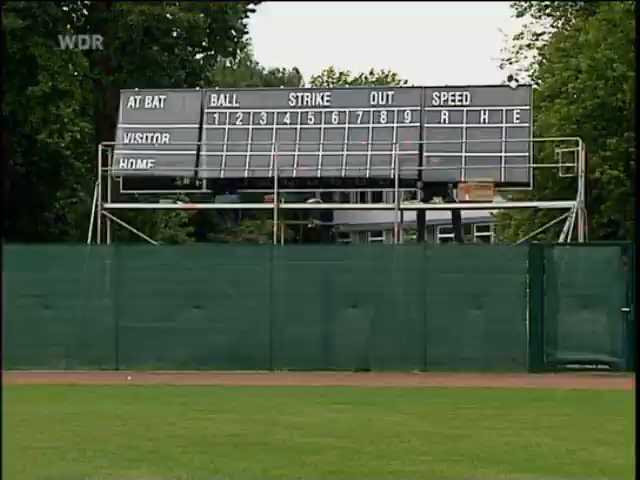 WDR
AT BAT BALL STRIKE OUT SPEED
1 2 3 4 5 6 7 8 9 R H E
VISITOR
HOME